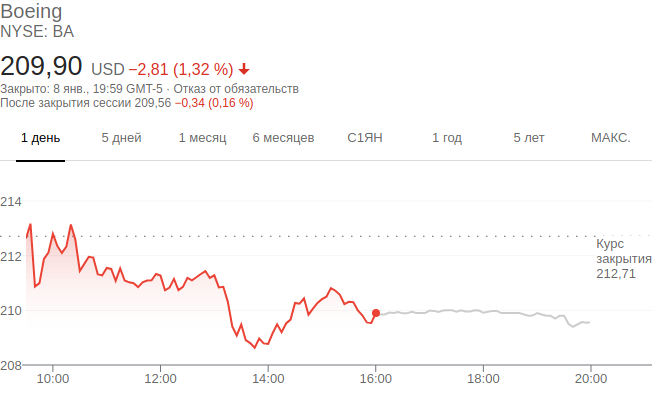 Boeing
NYSE: BA
209,90 USD −2,81 (1,32 %)
Закрыто: 8 янв., 19:59 GMT-5 · Отказ от обязательств
После закрытия сессии 209,56 −0,34 (0,16 %)
1 день 5 дней 1 месяц 6 месяцев С1ЯН 1 год 5 лет МАКС.
214
212
210
208
Курс
закрытия
212,71
10:00 12:00 14:00 16:00 18:00 20:00